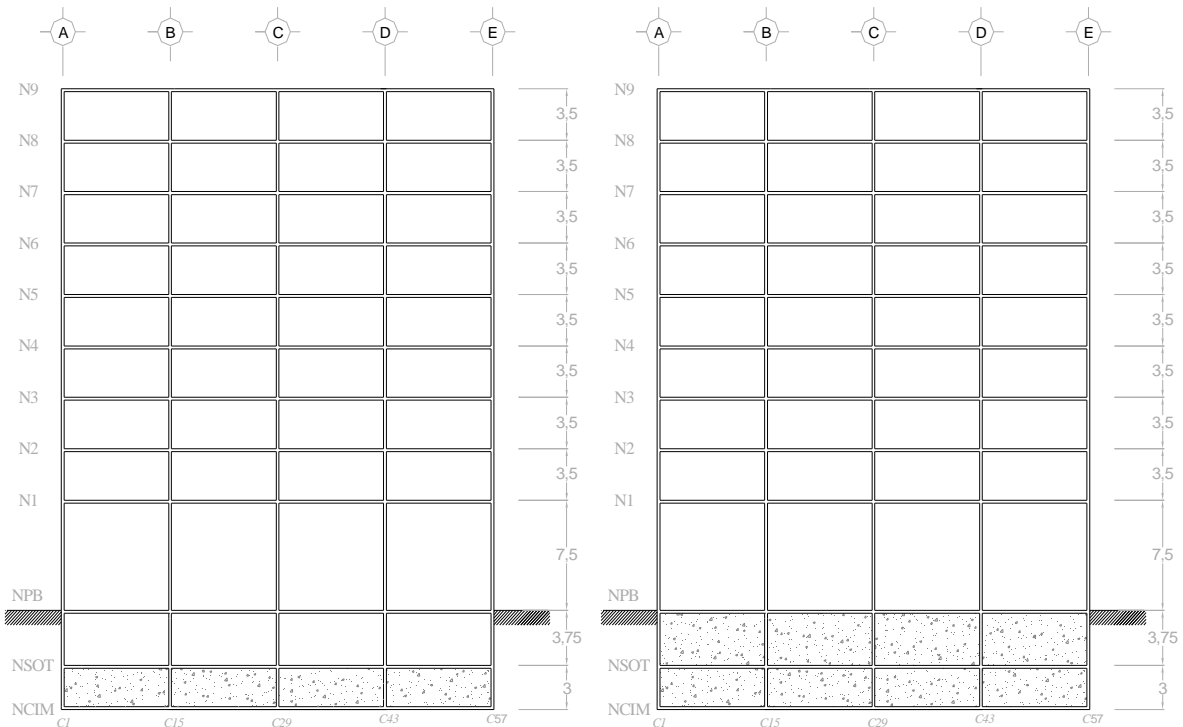 A B C D E A B C D E
N9 N9
3,5 3,5
N8 N8
3,5 3,5
N7 N7
3,5 3,5
N6 N6
3,5 3,5
N5 N5
3,5 3,5
N4 N4
3,5 3,5
N3 N3
3,5 3,5
N2 N2
3,5 3,5
N1 N1
7,5 7,5
NPB NPB
3,75 3,75
NSOT NSOT
3 3
NCIM NCIM
C1 C15 C29 C43 C57 C1 C15 C29 C43 C57